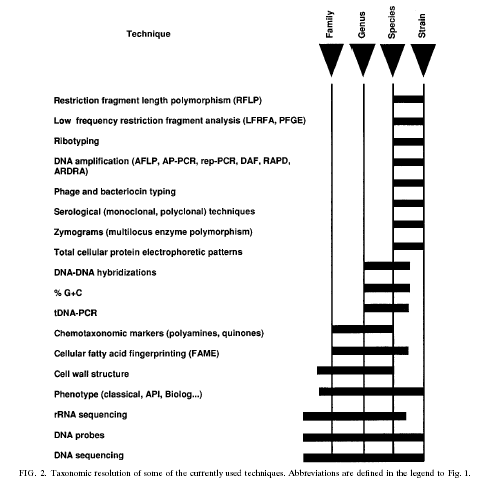 Technique
Family
Genus
Species
Strain
Restriction fragment length polymorphism (RFLP)
Low frequency restriction fragment analysis (LFRFA, PFGE)
Ribotyping
DNA amplification (AFLP, AP-PCR, rep-PCR, DAF, RAPD,
ARDRA)
Phage and bacteriocin typing
Serological (monoclonal, polyclonal) techniques
Zymograms (multilocus enzyme polymorphism)
Total cellular protein electrophoretic patterns
DNA-DNA hybridizations
% G+C
tDNA-PCR
Chemotaxonomic markers (polyamines, quinones)
Cellular fatty acid fingerprinting (FAME)
Cell wall structure
Phenotype (classical, API, Biolog...)
rRNA sequencing
DNA probes
DNA sequencing
FIG. 2. Taxonomic resolution of some of the currently used techniques. Abbreviations are defined in the legend to Fig. 1.